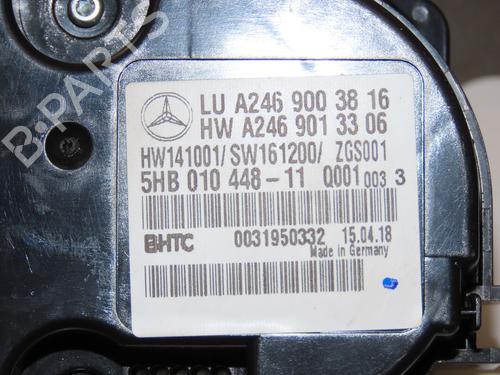 LU A246 900 38 16
HW A246 901 33 06
HW141001/SW161200/ ZGS001
5HB 010 448-11 Q001 003 3
BHTC 0031950332 15.04.18
Made in Germany
B-PARTS